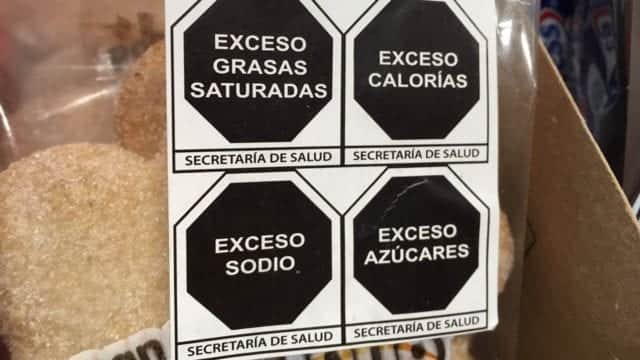 EXCESO
GRASAS
SATURADAS
SECRETARÍA DE SALUD
EXCESO
CALORÍAS
SECRETARÍA DE SALUD
EXCESO
SODIO
SECRETARÍA DE SALUD
EXCESO
AZÚCARES
SECRETARÍA DE SALUD